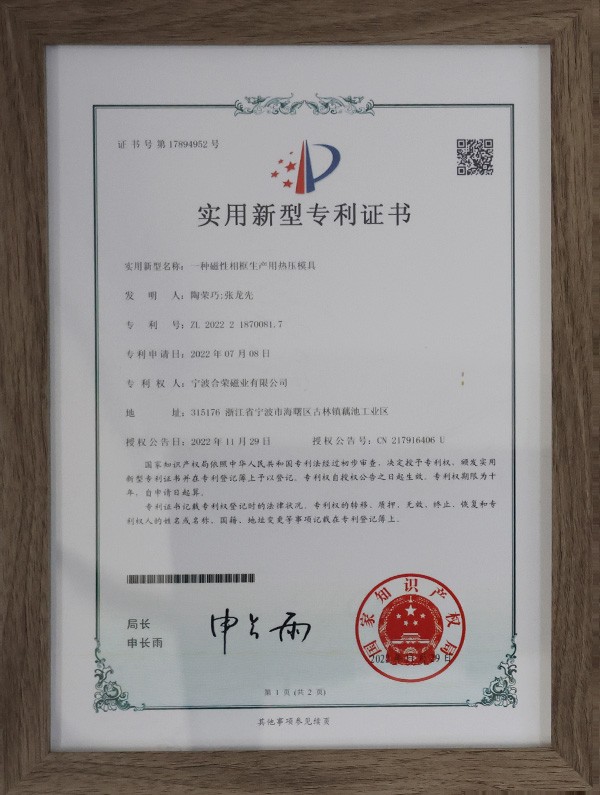 证书号第17894952号
实用新型专利证书
实用新型名称：一种磁性相框生产用热压模具
发 明 人：陶荣巧;张龙先
专 利 号：ZL 2022 2 1870081.7
专利申请日：2022年07月08日
专 利 权 人：宁波合荣磁业有限公司
地 址：315176 浙江省宁波市海曙区古林镇藕池工业区
授权公告日：2022年11月29日 授权公告号：CN 217916406 U
国家知识产权局依照中华人民共和国专利法经过初步审查，决定授予专利权，颁发实用
新型专利证书并在专利登记簿上予以登记。专利权自授权公告之日起生效。专利权期限为十
年，自申请日起算。
专利证书记载专利权登记时的法律状况。专利权的转移、质押、无效、终止、恢复和专
利权人的姓名或名称、国籍、地址变更等事项记载在专利登记簿上。
局长
申长雨
申长雨
国家知识产权局
2022年11月29日
第 1 页 (共 2 页)
其他事项参见续页